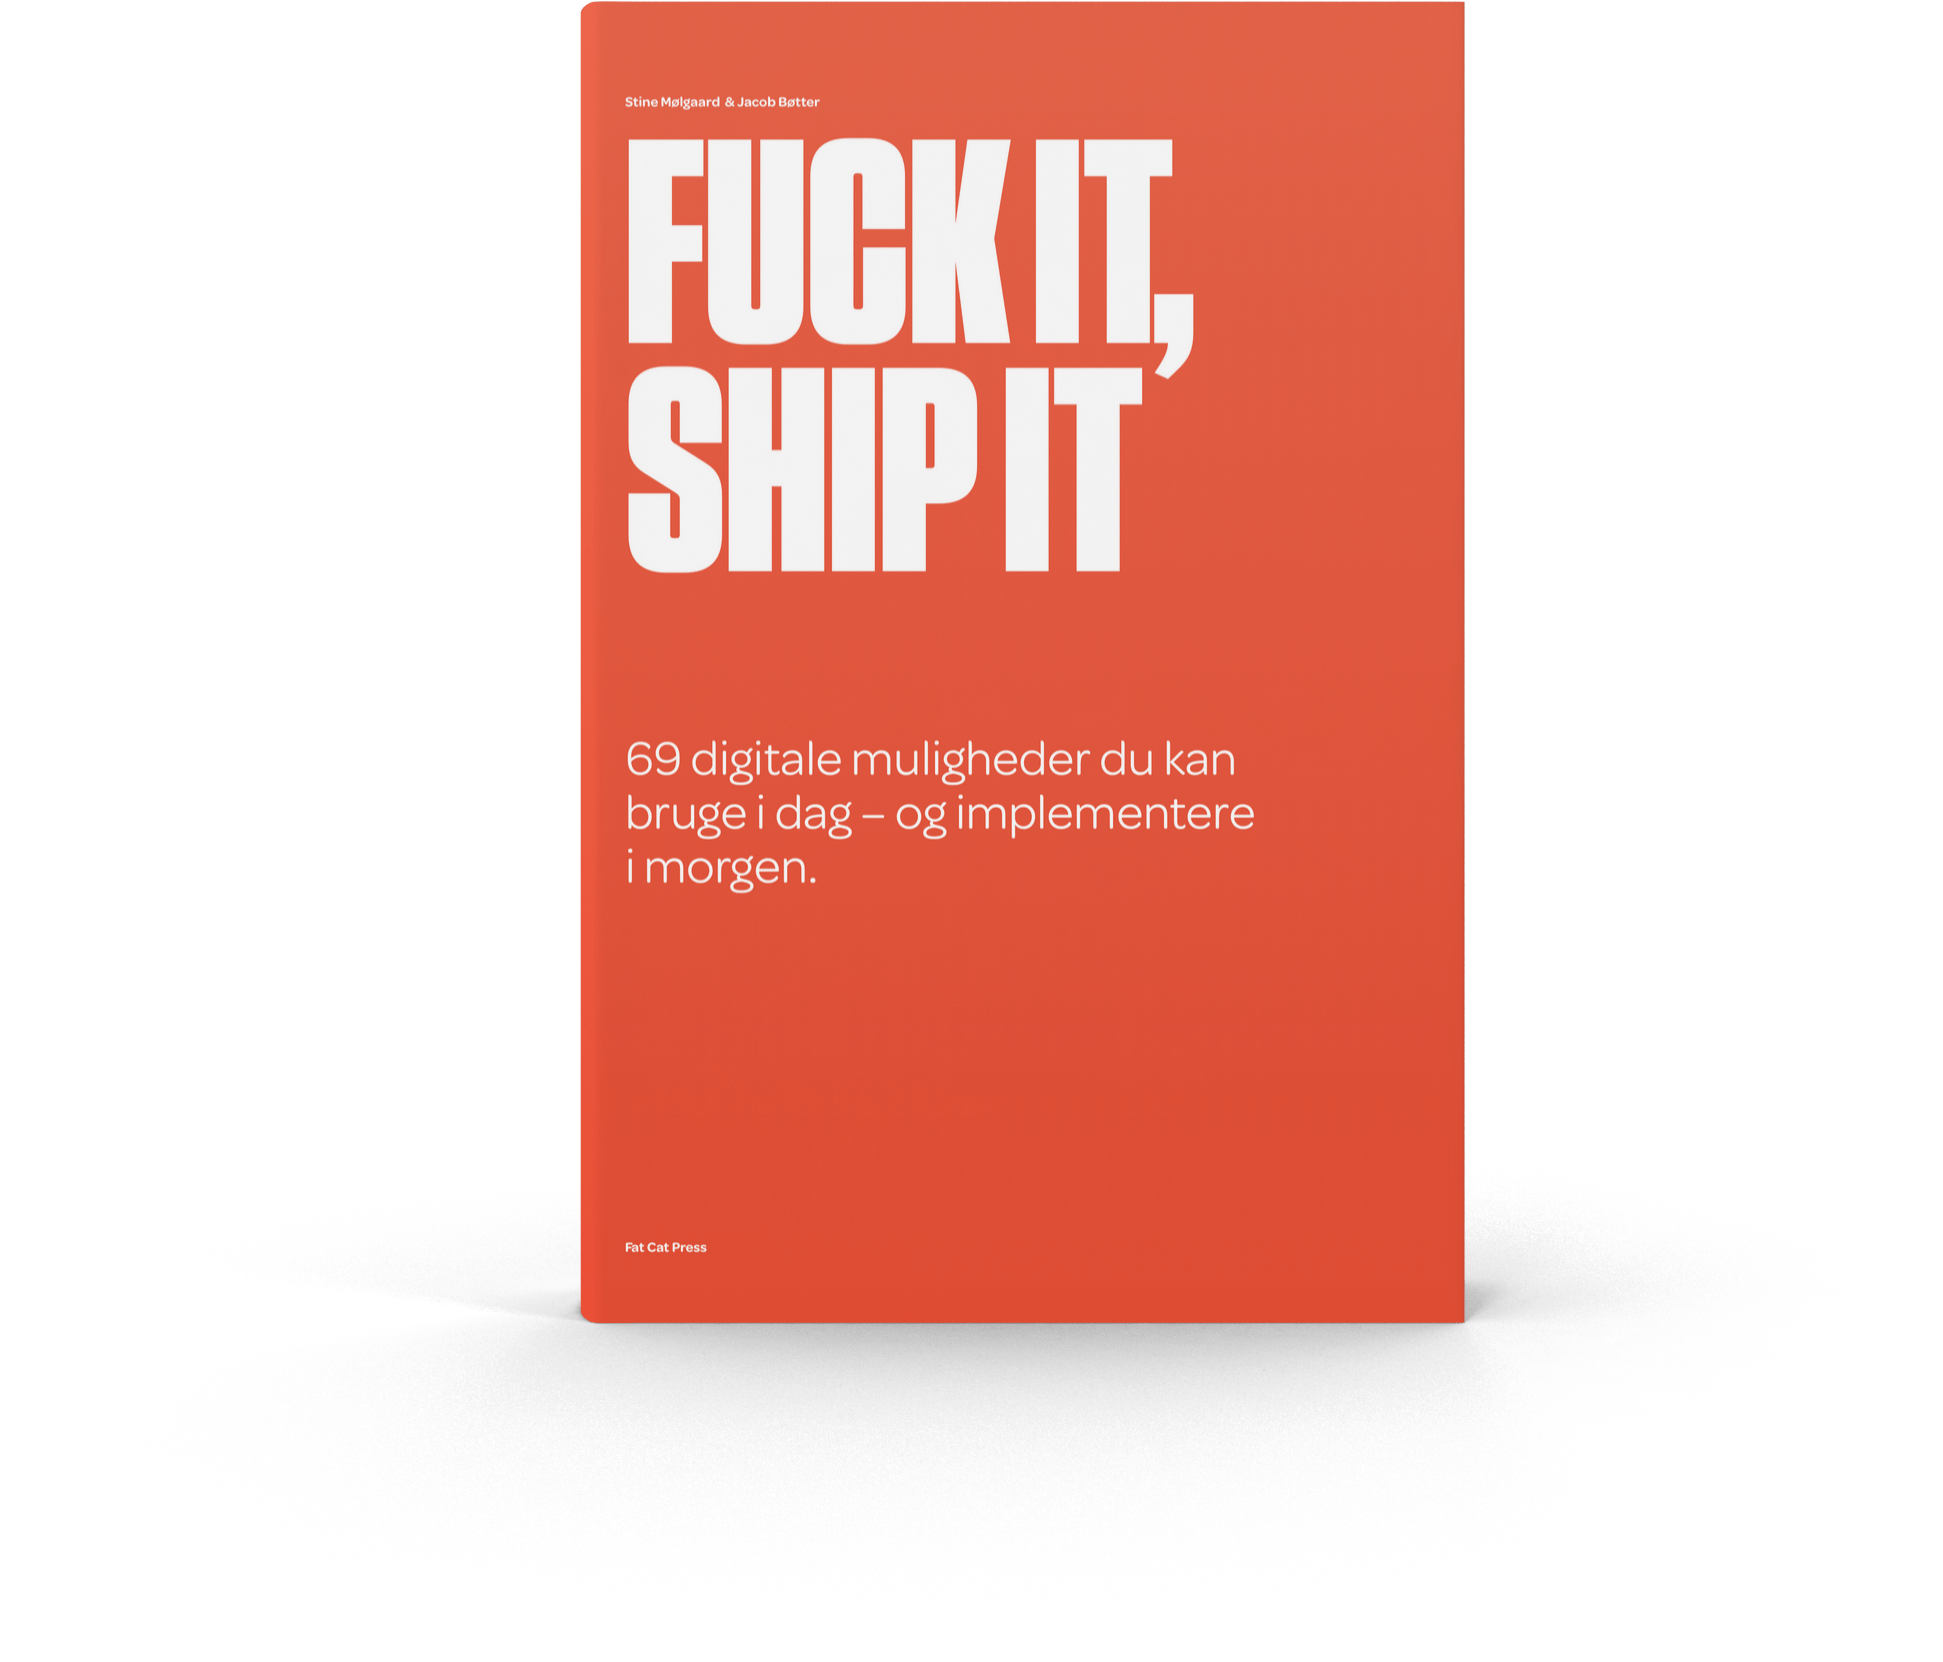 Stine Mølgaard & Jacob Bøtter
FUCK IT,
SHIP IT
69 digitale muligheder du kan
bruge i dag – og implementere
i morgen.
Fat Cat Press